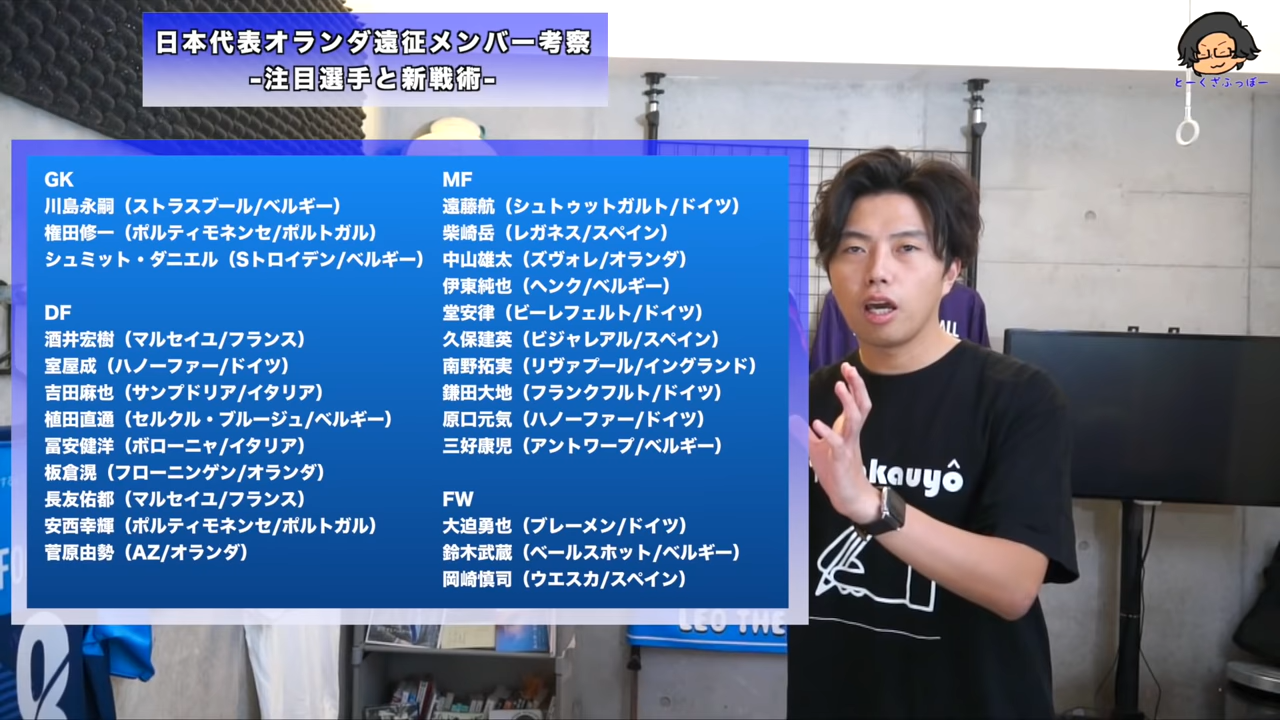 日本代表オランダ遠征メンバー考察
-注目選手と新戦術-
とーくざふっぽー
GK
川島永嗣（ストラスブール/ベルギー）
権田修一（ポルティモネンセ/ポルトガル）
シュミット・ダニエル（Sトロイデン/ベルギー）
DF
酒井宏樹（マルセイユ/フランス）
室屋成（ハノーファー/ドイツ）
吉田麻也（サンプドリア/イタリア）
植田直通（セルクル・ブルージュ/ベルギー）
冨安健洋（ボローニャ/イタリア）
板倉滉（フローニンゲン/オランダ）
長友佑都（マルセイユ/フランス）
安西幸輝（ポルティモネンセ/ポルトガル）
菅原由勢（AZ/オランダ）
MF
遠藤航（シュトゥットガルト/ドイツ）
柴崎岳（レガネス/スペイン）
中山雄太（ズヴォレ/オランダ）
伊東純也（ヘンク/ベルギー）
堂安律（ビーレフェルト/ドイツ）
久保建英（ビジャレアル/スペイン）
南野拓実（リヴァプール/イングランド）
鎌田大地（フランクフルト/ドイツ）
原口元気（ハノーファー/ドイツ）
三好康児（アントワープ/ベルギー）
FW
大迫勇也（ブレーメン/ドイツ）
鈴木武蔵（ベールスホット/ベルギー）
岡崎慎司（ウエスカ/スペイン）
kauyô
LEO THE